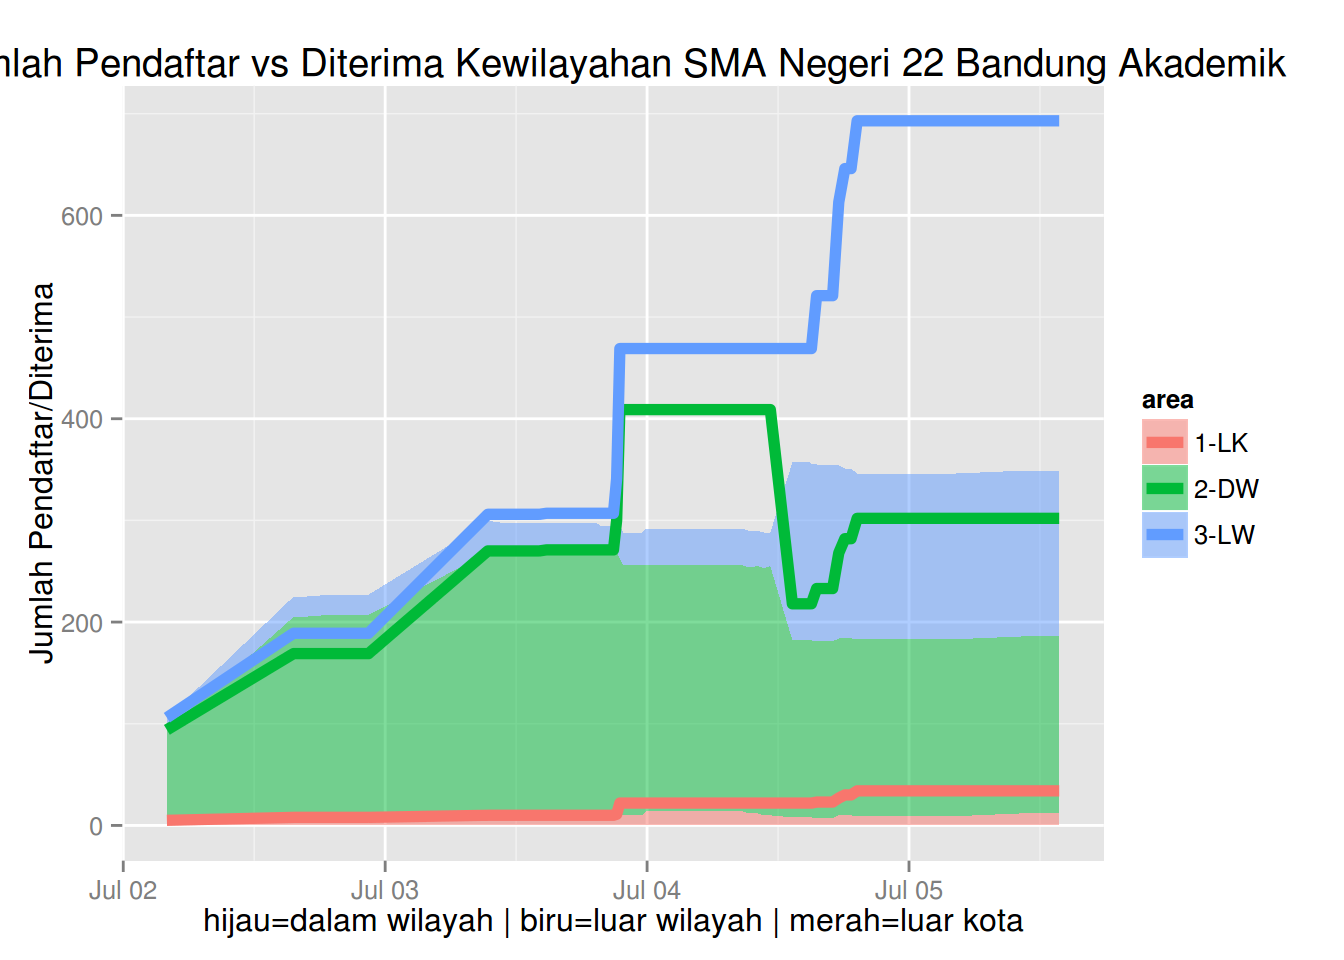 Pendaftar vs Diterima Kewilayahan SMA Negeri 22 Bandung Akademik
Jumlah Pendaftar/Diterima
600
400
200
0
Jul 02
Jul 03
Jul 04
Jul 05
hijau=dalam wilayah | biru=luar wilayah | merah=luar kota
area
1-LK
2-DW
3-LW